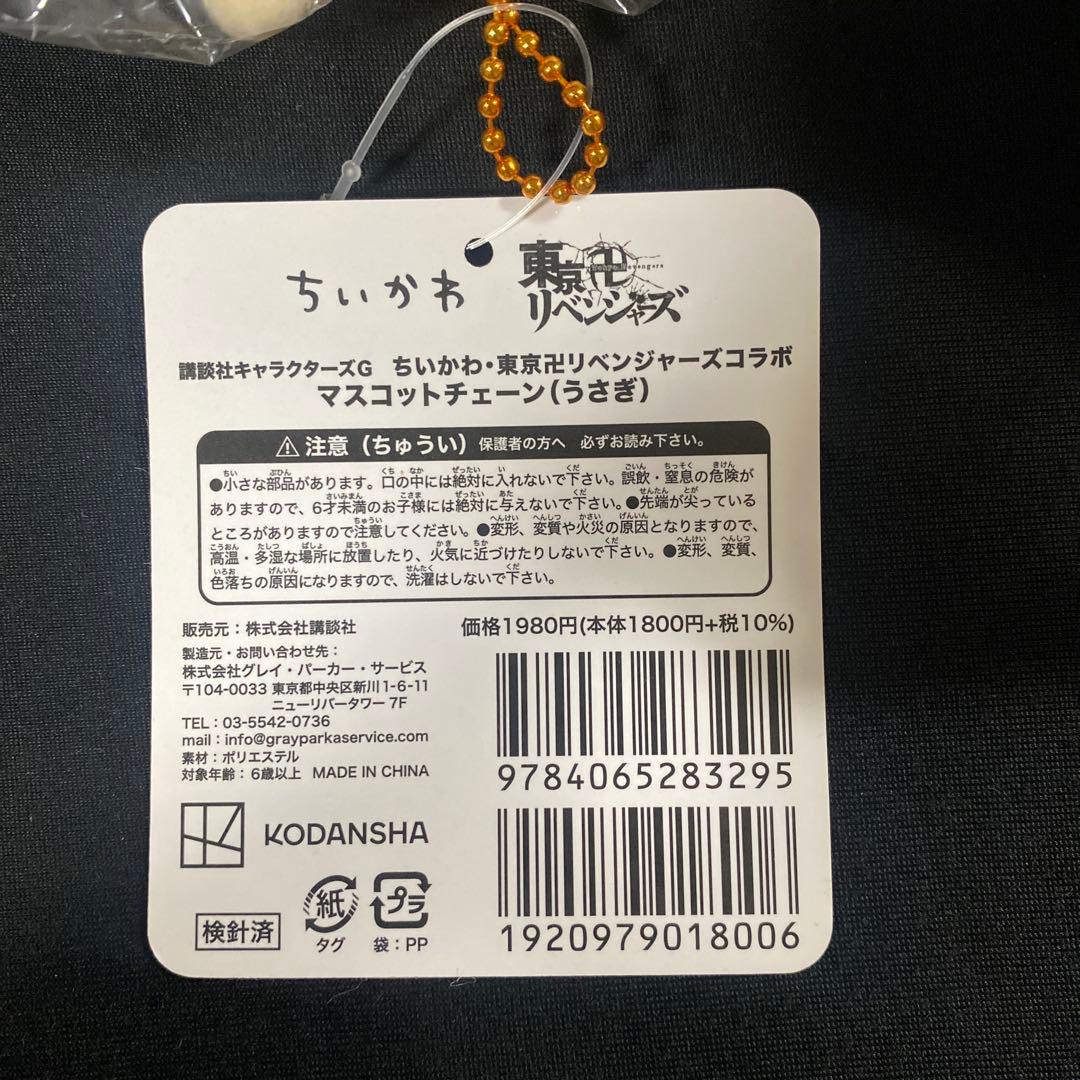 ちいかわ
東京卍
リベンジャーズ
講談社キャラクターズG ちいかわ・東京卍リベンジャーズコラボ
マスコットチェーン(うさぎ)
⚠ 注意(ちゅうい) 保護者の方へ 必ずお読み下さい。
●小さな部品があります。口の中には絶対に入れないで下さい。誤飲・窒息の危険が
ありますので、6才未満のお子様には絶対に与えないで下さい。●先端が尖っている
ところがありますので注意してください。●変形、変質や火災の原因となりますので、
高温・多湿な場所に放置したり、火気に近づけたりしないで下さい。●変形、変質、
色落ちの原因になりますので、洗濯はしないで下さい。
販売元:株式会社講談社
価格1980円(本体1800円+税10%)
製造元・お問い合わせ先:
株式会社グレイ・パーカー・サービス
〒104-0033 東京都中央区新川1-6-11
ニューリバータワー 7F
TEL:03-5542-0736
mail:info@grayparkaservice.com
素材:ポリエステル
対象年齢:6歳以上 MADE IN CHINA
9784065283295
KODANSHA
1920979018006
検針済
紙
タグ
プラ
袋:PP